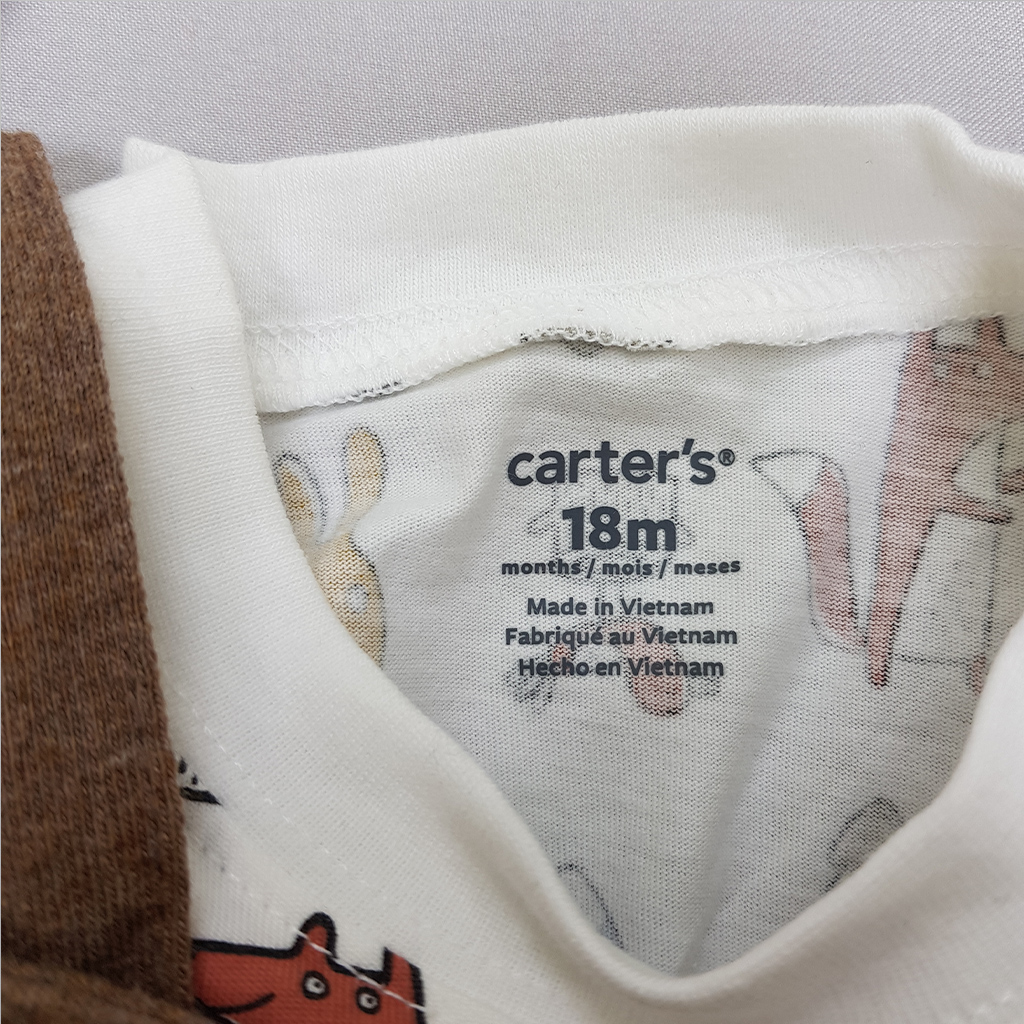 carter's®
18m
months / mois / meses
Made in Vietnam
Fabriqué au Vietnam
Hecho en Vietnam